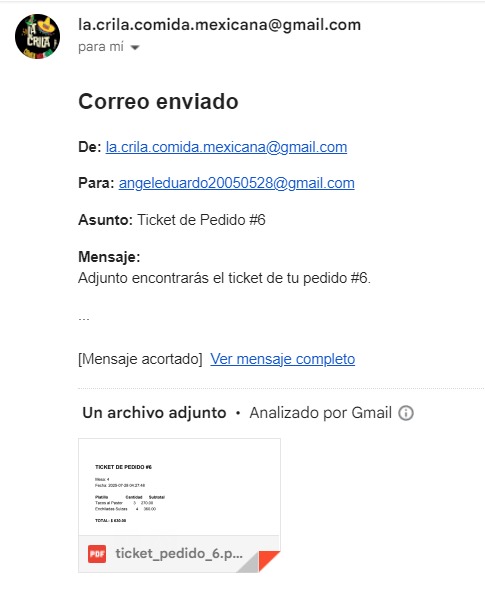 LA
CRILA
la.crila.comida.mexicana@gmail.com
para mí
Correo enviado
De: la.crila.comida.mexicana@gmail.com
Para: angeleduardo20050528@gmail.com
Asunto: Ticket de Pedido #6
Mensaje:
Adjunto encontrarás el ticket de tu pedido #6.
...
[Mensaje acortado] Ver mensaje completo
Un archivo adjunto • Analizado por Gmail
TICKET DE PEDIDO #6
Mesa: 4
Fecha: 2025-07-28 04:27:48
Platillo Cantidad Subtotal
Tacos al Pastor 3 270.00
Enchiladas Suizas 4 360.00
TOTAL: $ 630.00
PDF ticket_pedido_6.p...